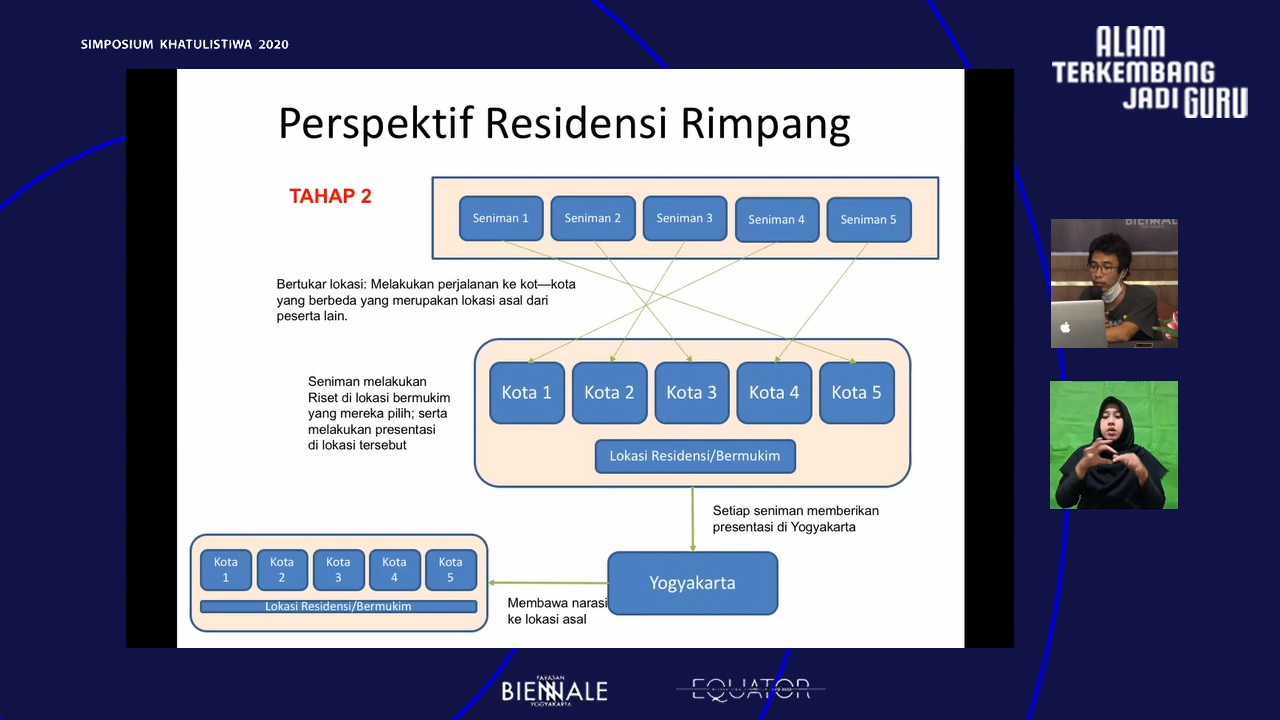 SIMPOSIUM KHATULISTIWA 2020
ALAM
TERKEMBANG
JADI GURU
Perspektif Residensi Rimpang
TAHAP 2
Seniman 1
Seniman 2
Seniman 3
Seniman 4
Seniman 5
Bertukar lokasi: Melakukan perjalanan ke kot—kota
yang berbeda yang merupakan lokasi asal dari
peserta lain.
Seniman melakukan
Riset di lokasi bermukim
yang mereka pilih; serta
melakukan presentasi
di lokasi tersebut
Kota 1
Kota 2
Kota 3
Kota 4
Kota 5
Lokasi Residensi/Bermukim
Setiap seniman memberikan
presentasi di Yogyakarta
Kota
1
Kota
2
Kota
3
Kota
4
Kota
5
Lokasi Residensi/Bermukim
Yogyakarta
Membawa narasi
ke lokasi asal
YAYASAN
BIENNALE
YOGYAKARTA
EQUATOR